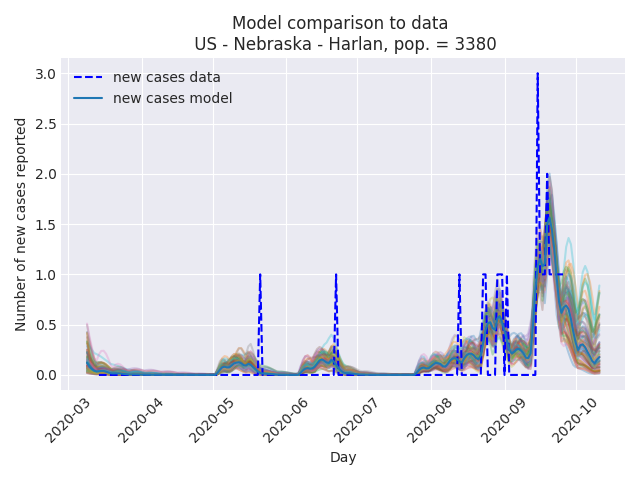 Model comparison to data
US - Nebraska - Harlan, pop. = 3380
new cases data
new cases model
Number of new cases reported
3.0
2.5
2.0
1.5
1.0
0.5
0.0
2020-03
2020-04
2020-05
2020-06
2020-07
2020-08
2020-09
2020-10
Day